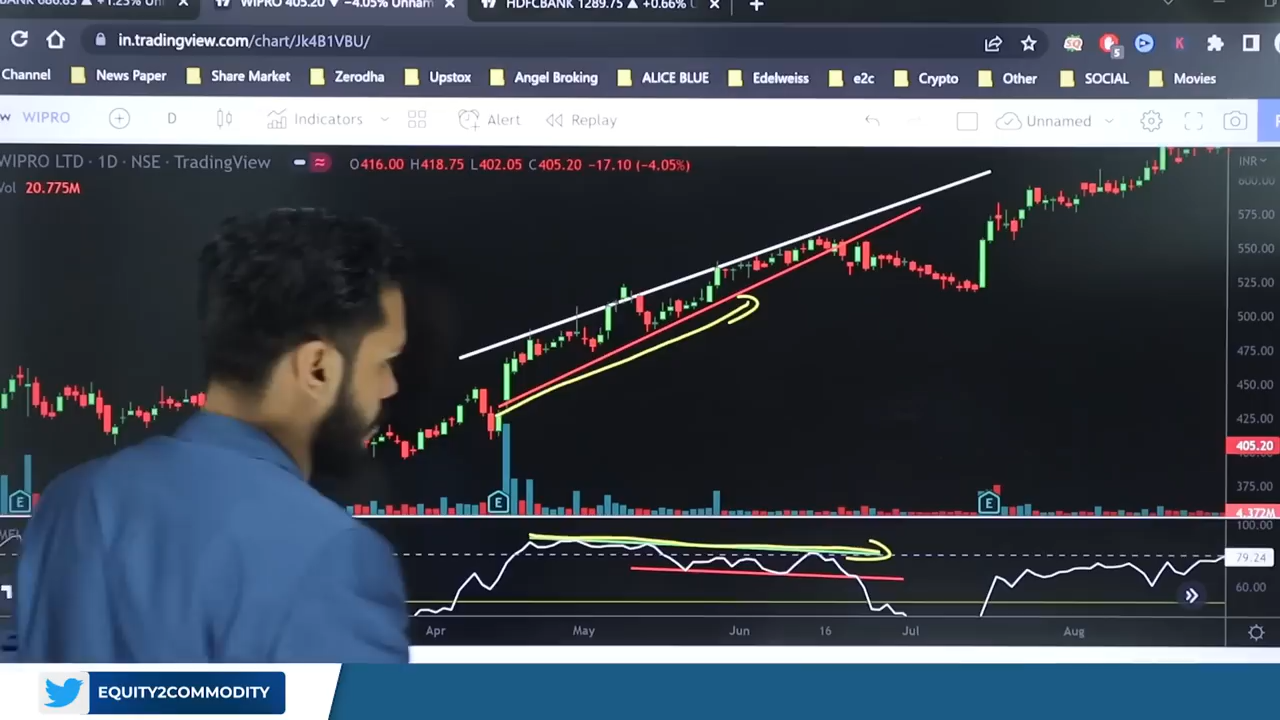 WIPRO 405.20 ▼ −4.05% Unnam
HDFCBANK 1289.75 ▲ +0.66%
in.tradingview.com/chart/Jk4B1VBU/
5
Channel News Paper Share Market Zerodha Upstox Angel Broking ALICE BLUE Edelweiss e2c Crypto Other SOCIAL Movies
WIPRO D Indicators Alert Replay Unnamed
WIPRO LTD · 1D · NSE · TradingView O416.00 H418.75 L402.05 C405.20 −17.10 (−4.05%)
Vol 20.775M
INR
600.00
575.00
550.00
525.00
500.00
475.00
450.00
425.00
405.20
400.00
375.00
E E E
4.372M
100.00
79.24
60.00
Apr May Jun 16 Jul Aug
EQUITY2COMMODITY